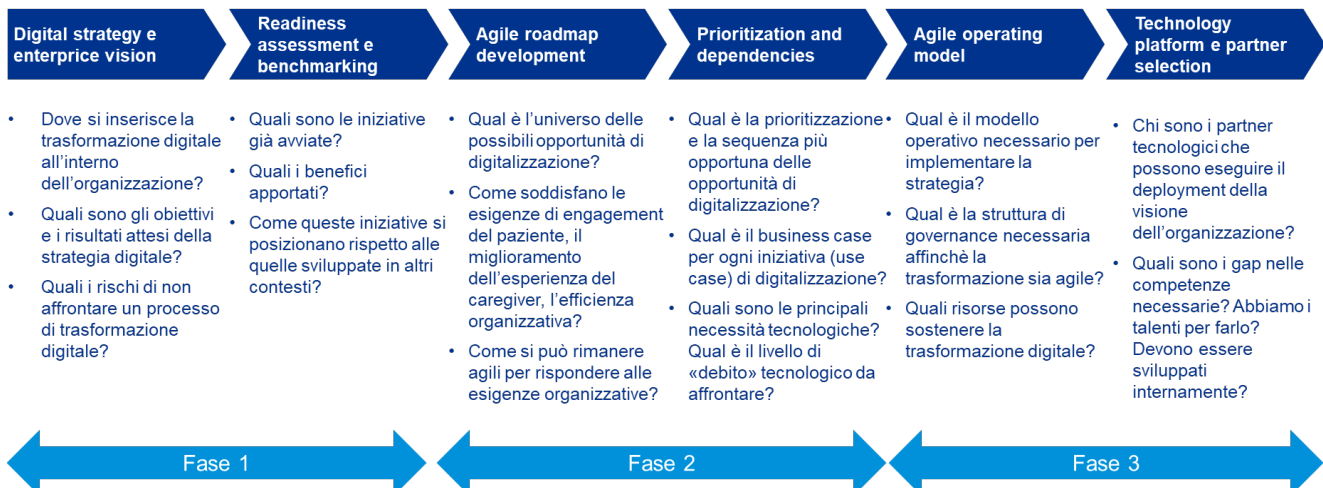 Digital strategy e
enterprice vision
Readiness
assessment e
benchmarking
Agile roadmap
development
Prioritization and
dependencies
Agile operating
model
Technology
platform e partner
selection
• Dove si inserisce la
trasformazione digitale
all'interno
dell'organizzazione?
• Quali sono gli obiettivi
e i risultati attesi della
strategia digitale?
• Quali i rischi di non
affrontare un processo
di trasformazione
digitale?
• Quali sono le iniziative
già avviate?
• Quali i benefici
apportati?
• Come queste iniziative si
posizionano rispetto alle
quelle sviluppate in altri
contesti?
• Qual è l'universo delle
possibili opportunità di
digitalizzazione?
• Come soddisfano le
esigenze di engagement
del paziente, il
miglioramento
dell'esperienza del
caregiver, l'efficienza
organizzativa?
• Come si può rimanere
agili per rispondere alle
esigenze organizzative?
• Qual è la prioritizzazione
e la sequenza più
opportuna delle
opportunità di
digitalizzazione?
• Qual è il business case
per ogni iniziativa (use
case) di digitalizzazione?
• Quali sono le principali
necessità tecnologiche?
Qual è il livello di
«debito» tecnologico da
affrontare?
• Qual è il modello
operativo necessario per
implementare la
strategia?
• Qual è la struttura di
governance necessaria
affinchè la
trasformazione sia agile?
• Quali risorse possono
sostenere la
trasformazione digitale?
• Chi sono i partner
tecnologici che
possono eseguire il
deployment della
visione
dell'organizzazione?
• Quali sono i gap nelle
competenze
necessarie? Abbiamo i
talenti per farlo?
Devono essere
sviluppati
internamente?
Fase 1
Fase 2
Fase 3